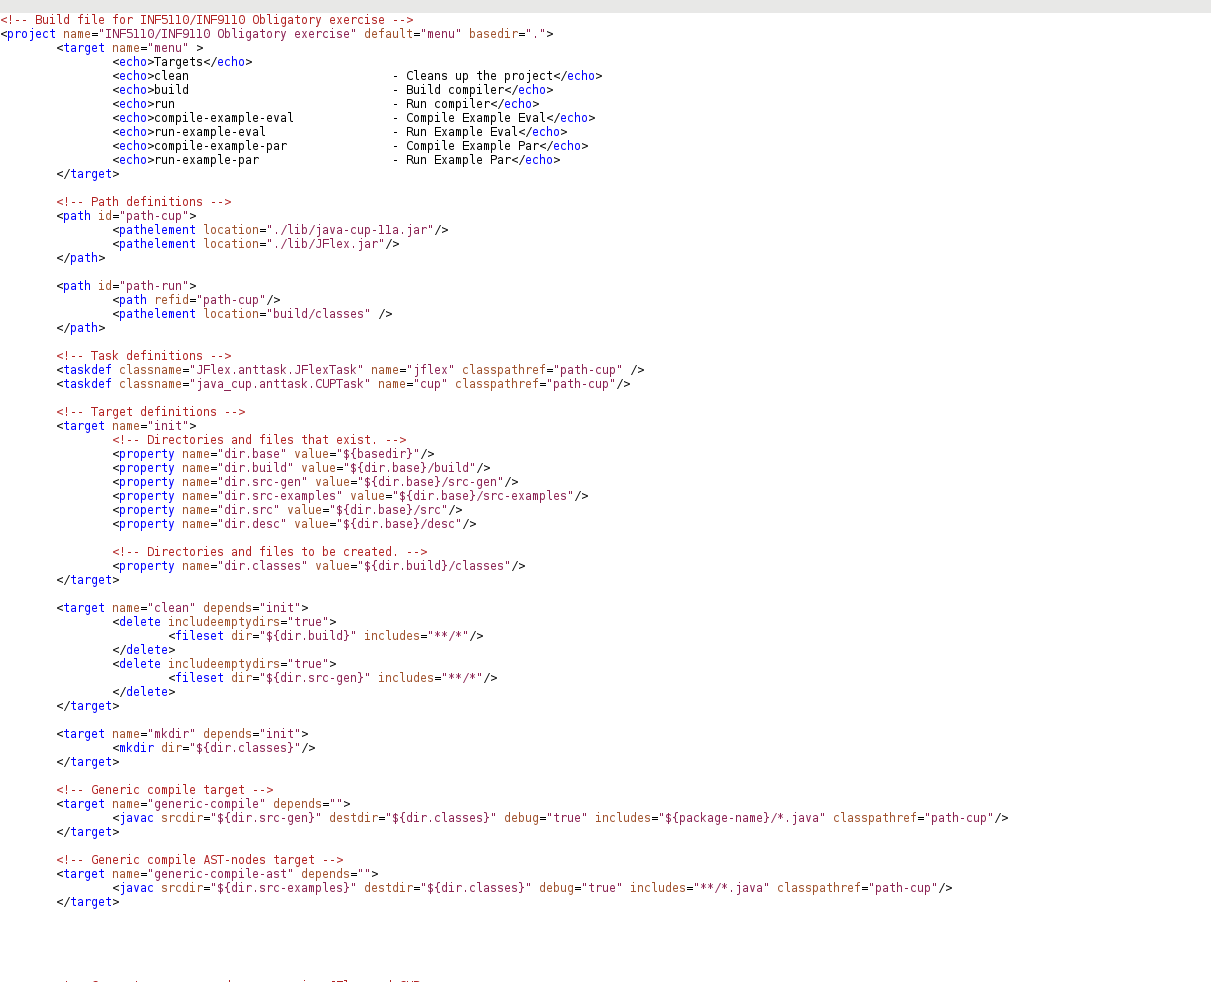 <!-- Build file for INF5110/INF9110 Obligatory exercise -->
<project name="INF5110/INF9110 Obligatory exercise" default="menu" basedir=".">
        <target name="menu" >
                <echo>Targets</echo>
                <echo>clean                             - Cleans up the project</echo>
                <echo>build                             - Build compiler</echo>
                <echo>run                               - Run compiler</echo>
                <echo>compile-example-eval              - Compile Example Eval</echo>
                <echo>run-example-eval                  - Run Example Eval</echo>
                <echo>compile-example-par               - Compile Example Par</echo>
                <echo>run-example-par                   - Run Example Par</echo>
        </target>

        <!-- Path definitions -->
        <path id="path-cup">
                <pathelement location="./lib/java-cup-11a.jar"/>
                <pathelement location="./lib/JFlex.jar"/>
        </path>

        <path id="path-run">
                <path refid="path-cup"/>
                <pathelement location="build/classes" />
        </path>

        <!-- Task definitions -->
        <taskdef classname="JFlex.anttask.JFlexTask" name="jflex" classpathref="path-cup" />
        <taskdef classname="java_cup.anttask.CUPTask" name="cup" classpathref="path-cup"/>

        <!-- Target definitions -->
        <target name="init">
                <!-- Directories and files that exist. -->
                <property name="dir.base" value="${basedir}"/>
                <property name="dir.build" value="${dir.base}/build"/>
                <property name="dir.src-gen" value="${dir.base}/src-gen"/>
                <property name="dir.src-examples" value="${dir.base}/src-examples"/>
                <property name="dir.src" value="${dir.base}/src"/>
                <property name="dir.desc" value="${dir.base}/desc"/>

                <!-- Directories and files to be created. -->
                <property name="dir.classes" value="${dir.build}/classes"/>
        </target>

        <target name="clean" depends="init">
                <delete includeemptydirs="true">
                        <fileset dir="${dir.build}" includes="**/*"/>
                </delete>
                <delete includeemptydirs="true">
                        <fileset dir="${dir.src-gen}" includes="**/*"/>
                </delete>
        </target>

        <target name="mkdir" depends="init">
                <mkdir dir="${dir.classes}"/>
        </target>

        <!-- Generic compile target -->
        <target name="generic-compile" depends="">
                <javac srcdir="${dir.src-gen}" destdir="${dir.classes}" debug="true" includes="${package-name}/*.java" classpathref="path-cup"/>
        </target>

        <!-- Generic compile AST-nodes target -->
        <target name="generic-compile-ast" depends="">
                <javac srcdir="${dir.src-examples}" destdir="${dir.classes}" debug="true" includes="**/*.java" classpathref="path-cup"/>
        </target>